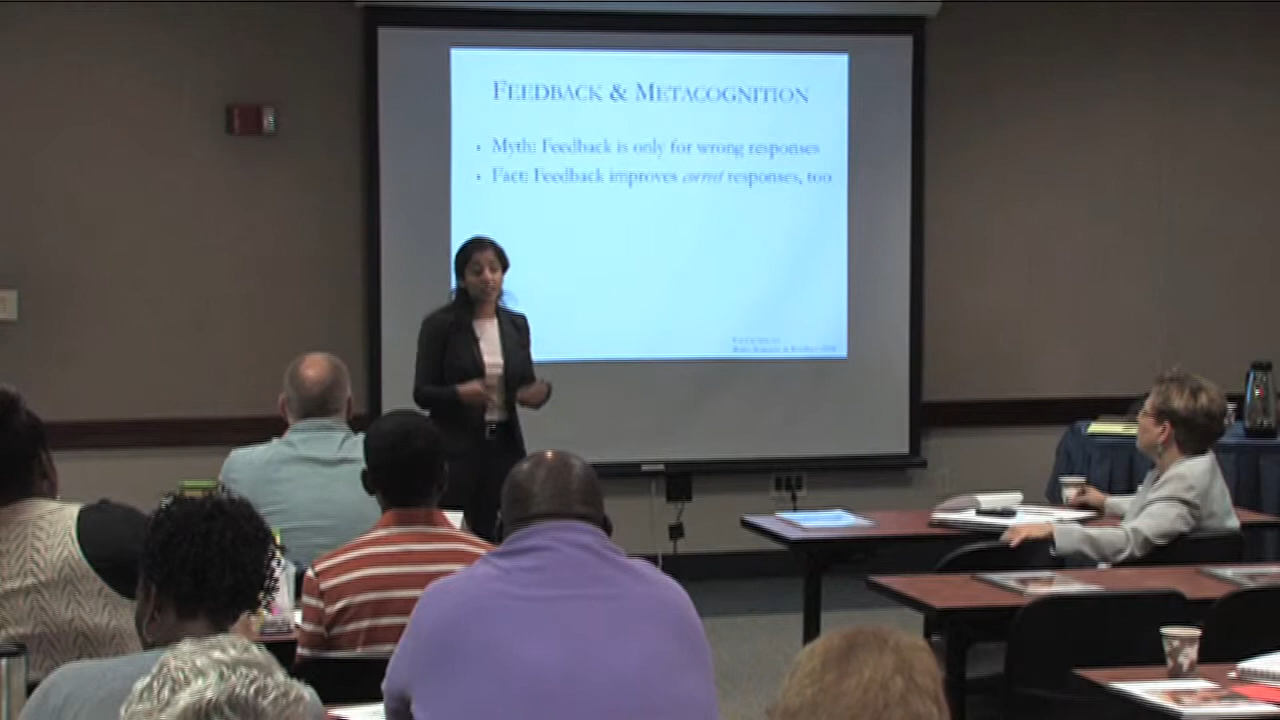 FEEDBACK & METACOGNITION
• Myth: Feedback is only for wrong responses
• Fact: Feedback improves correct responses, too